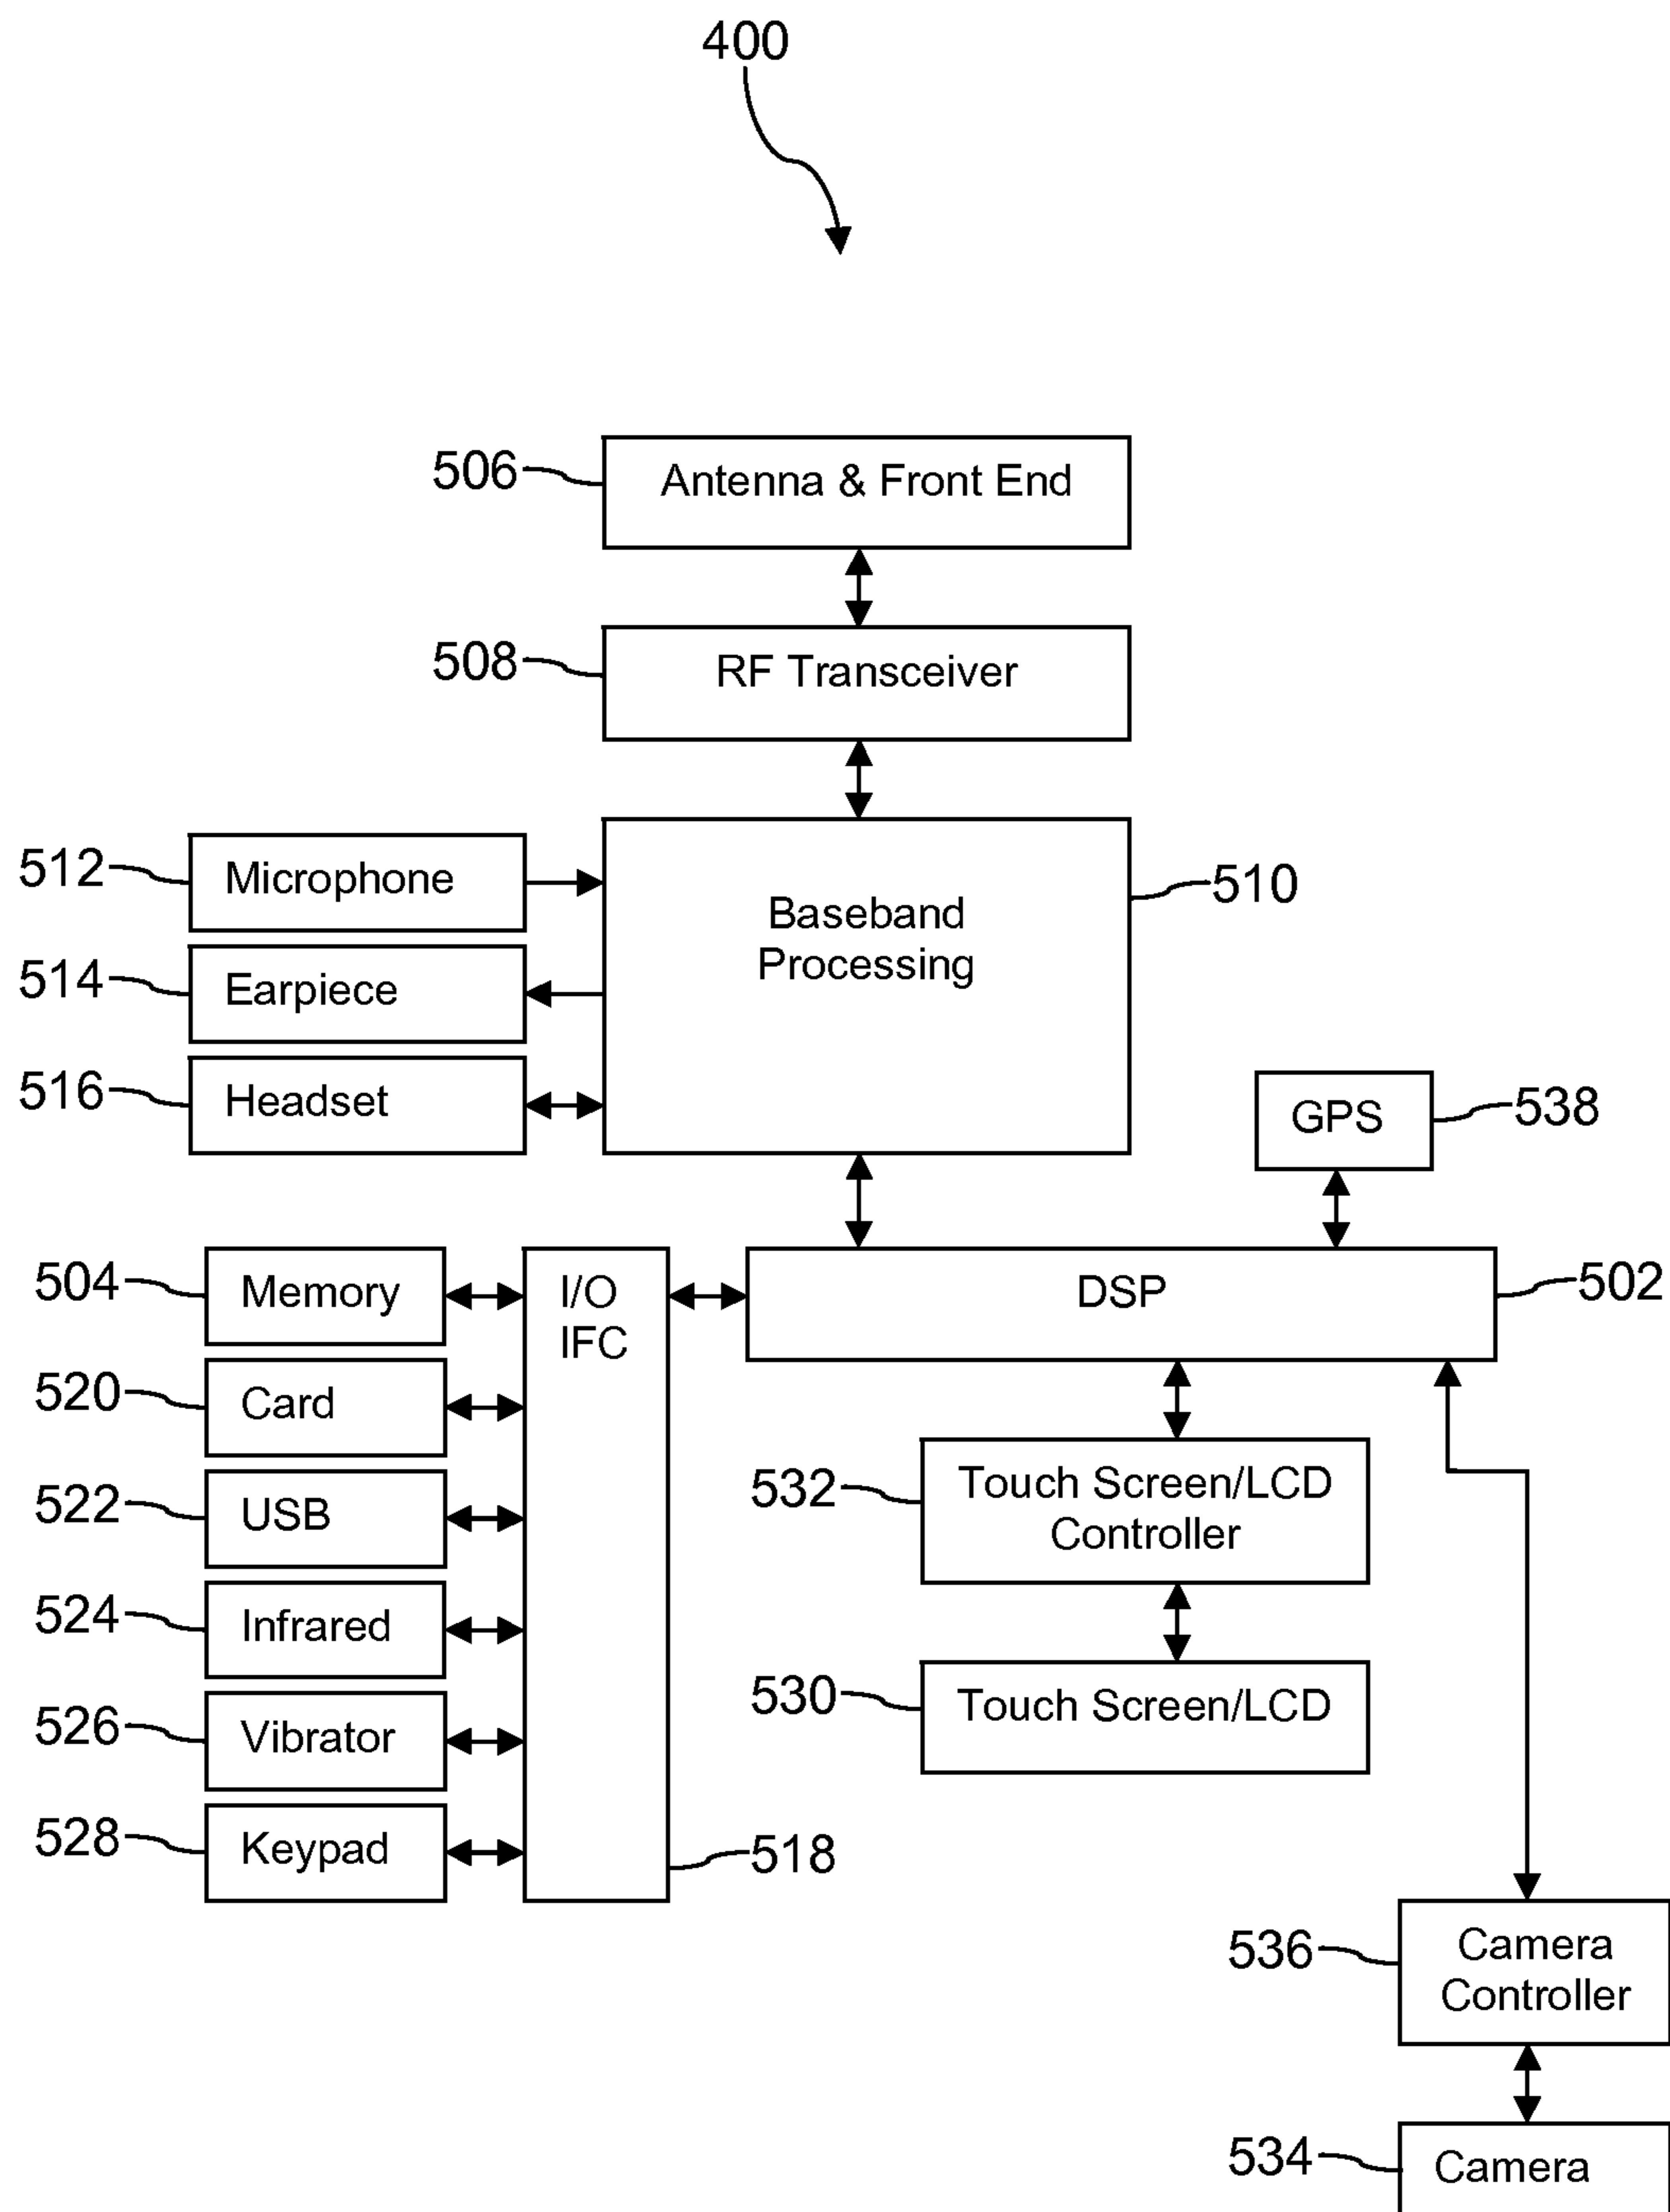 400
506
Antenna & Front End
508
RF Transceiver
512
Microphone
Baseband
Processing
510
514
Earpiece
516
Headset
GPS
538
504
Memory
I/O
IFC
DSP
502
520
Card
522
USB
532
Touch Screen/LCD
Controller
524
Infrared
526
Vibrator
530
Touch Screen/LCD
528
Keypad
518
536
Camera
Controller
534
Camera